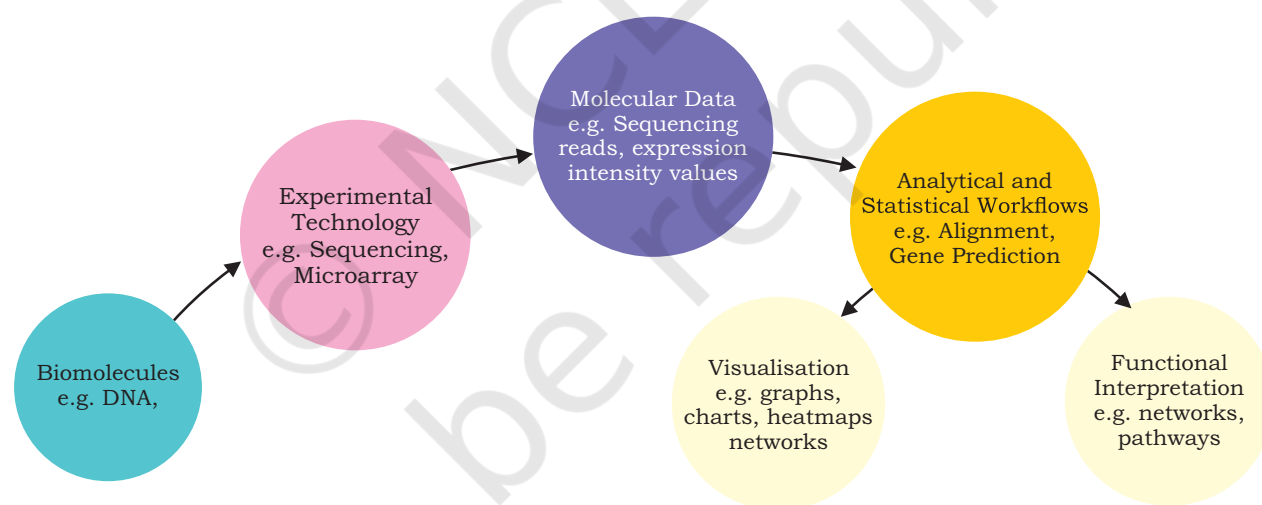 Biomolecules
e.g. DNA,
Experimental
Technology
e.g. Sequencing,
Microarray
Molecular Data
e.g. Sequencing
reads, expression
intensity values
Analytical and
Statistical Workflows
e.g. Alignment,
Gene Prediction
Visualisation
e.g. graphs,
charts, heatmaps
networks
Functional
Interpretation
e.g. networks,
pathways
©
be